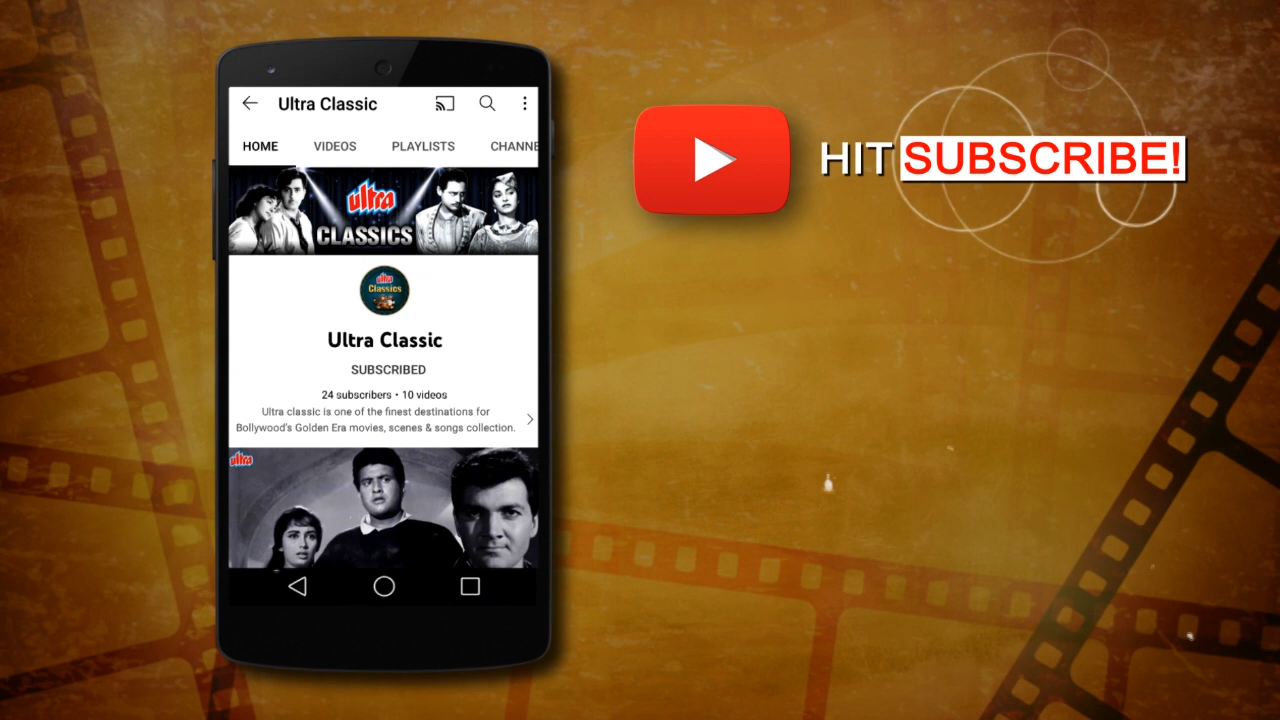 Ultra Classic
HOME VIDEOS PLAYLISTS CHANNE
ultra
CLASSICS
ultra
Classics
Ultra Classic
SUBSCRIBED
24 subscribers • 10 videos
Ultra classic is one of the finest destinations for
Bollywood's Golden Era movies, scenes & songs collection.
ultra
HIT SUBSCRIBE!